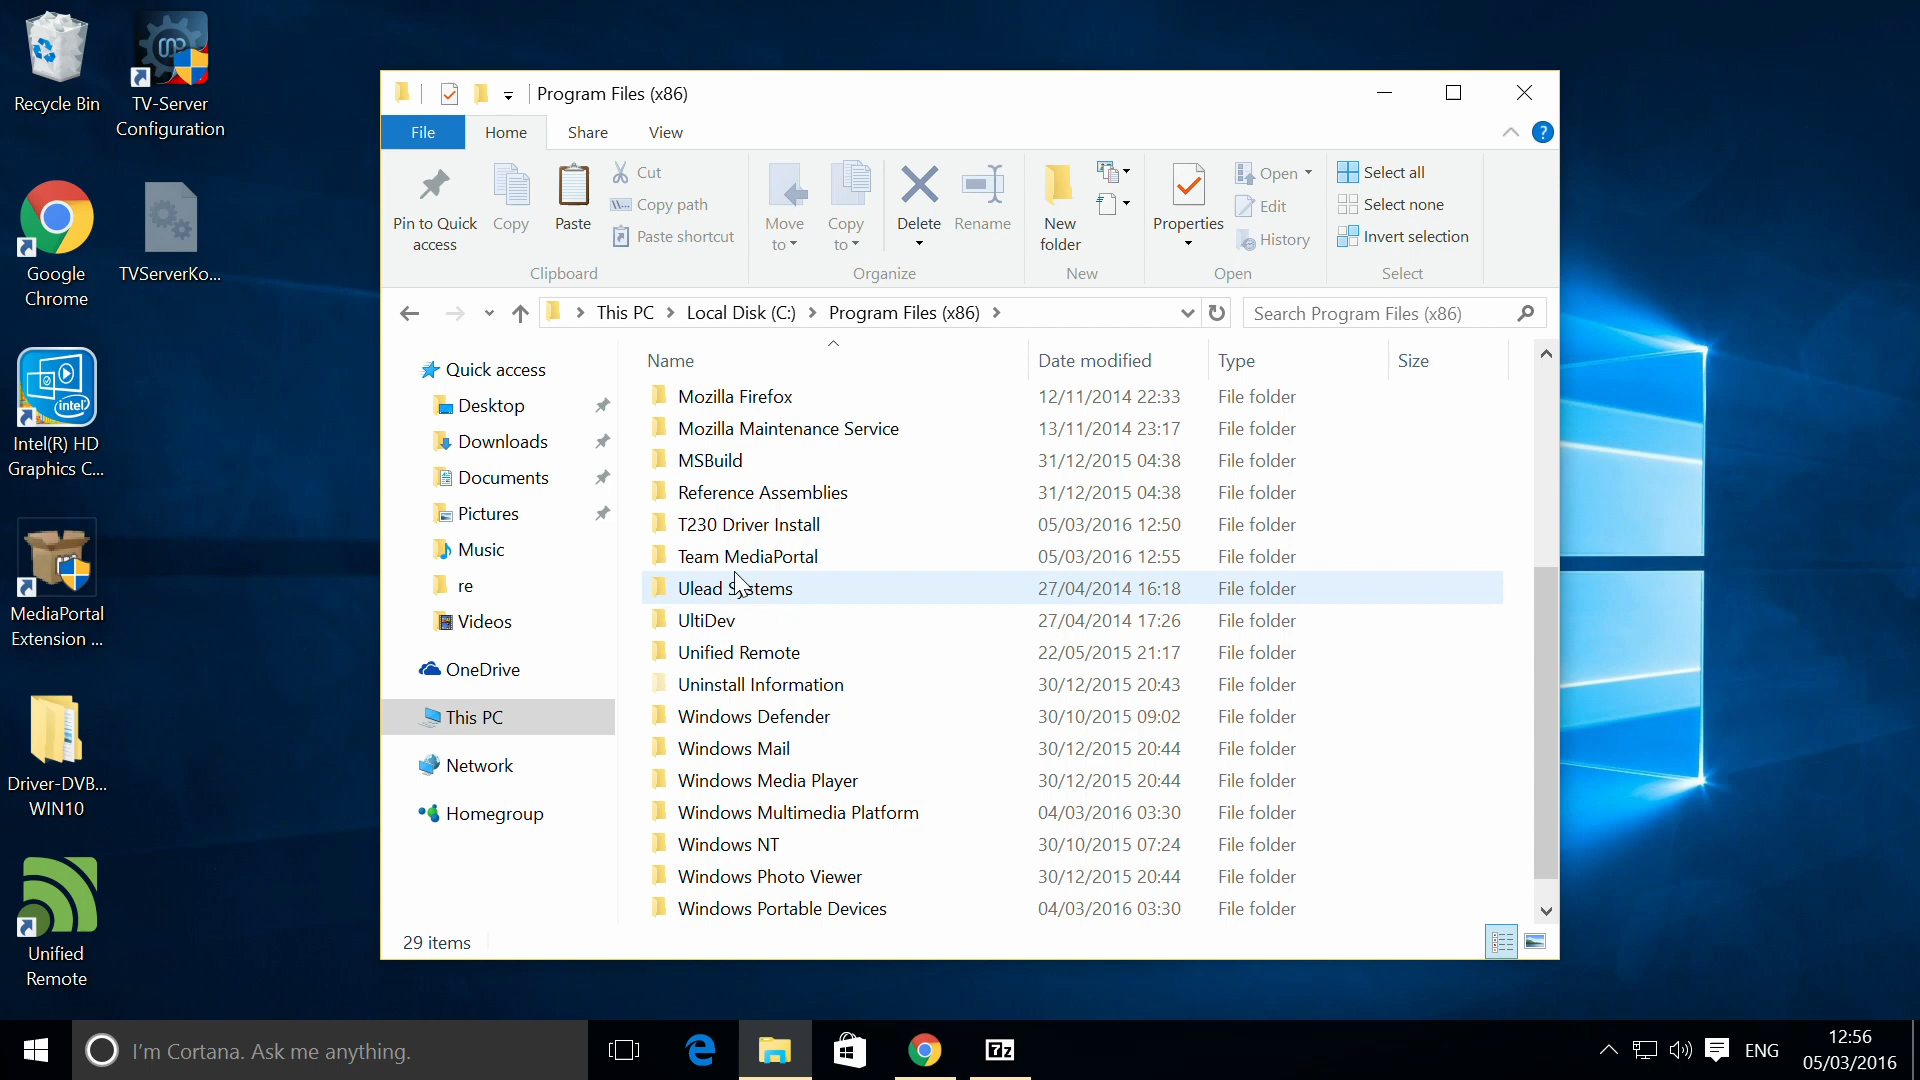 Recycle Bin
TV-Server
Configuration
Google
Chrome
TVServerKo...
intel
Intel(R) HD
Graphics C...
MediaPortal
Extension ...
Driver-DVB...
WIN10
Unified
Remote
Program Files (x86)
File
Home
Share
View
?
Pin to Quick
access
Copy
Paste
Cut
Copy path
Paste shortcut
Clipboard
Move
to
Copy
to
Delete
Rename
Organize
New
folder
New
Properties
Open
Edit
History
Open
Select all
Select none
Invert selection
Select
This PC
Local Disk (C:)
Program Files (x86)
Search Program Files (x86)
Quick access
Desktop
Downloads
Documents
Pictures
Music
re
Videos
OneDrive
This PC
Network
Homegroup
Name Date modified Type Size
Mozilla Firefox 12/11/2014 22:33 File folder
Mozilla Maintenance Service 13/11/2014 23:17 File folder
MSBuild 31/12/2015 04:38 File folder
Reference Assemblies 31/12/2015 04:38 File folder
T230 Driver Install 05/03/2016 12:50 File folder
Team MediaPortal 05/03/2016 12:55 File folder
Ulead Systems 27/04/2014 16:18 File folder
UltiDev 27/04/2014 17:26 File folder
Unified Remote 22/05/2015 21:17 File folder
Uninstall Information 30/12/2015 20:43 File folder
Windows Defender 30/10/2015 09:02 File folder
Windows Mail 30/12/2015 20:44 File folder
Windows Media Player 30/12/2015 20:44 File folder
Windows Multimedia Platform 04/03/2016 03:30 File folder
Windows NT 30/10/2015 07:24 File folder
Windows Photo Viewer 30/12/2015 20:44 File folder
Windows Portable Devices 04/03/2016 03:30 File folder
29 items
I'm Cortana. Ask me anything.
7z
ENG
12:56
05/03/2016